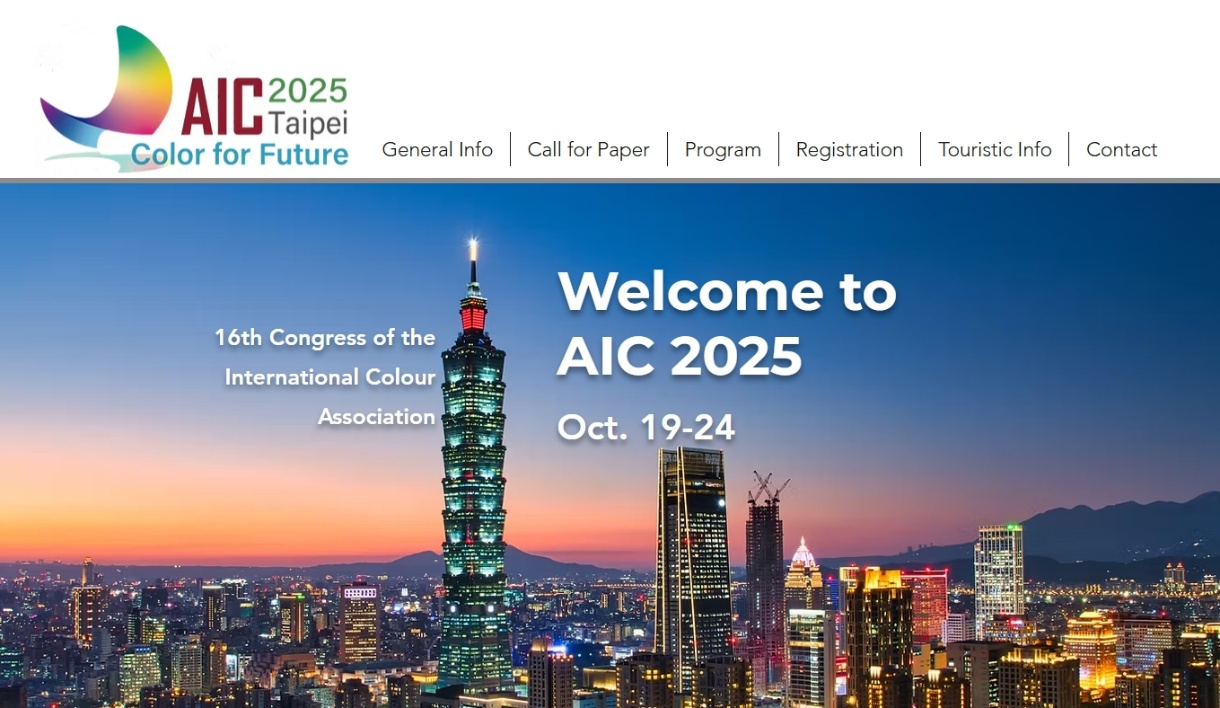 AIC 2025
Taipei
Color for Future
General Info
Call for Paper
Program
Registration
Touristic Info
Contact
16th Congress of the
International Colour
Association
Welcome to
AIC 2025
Oct. 19-24